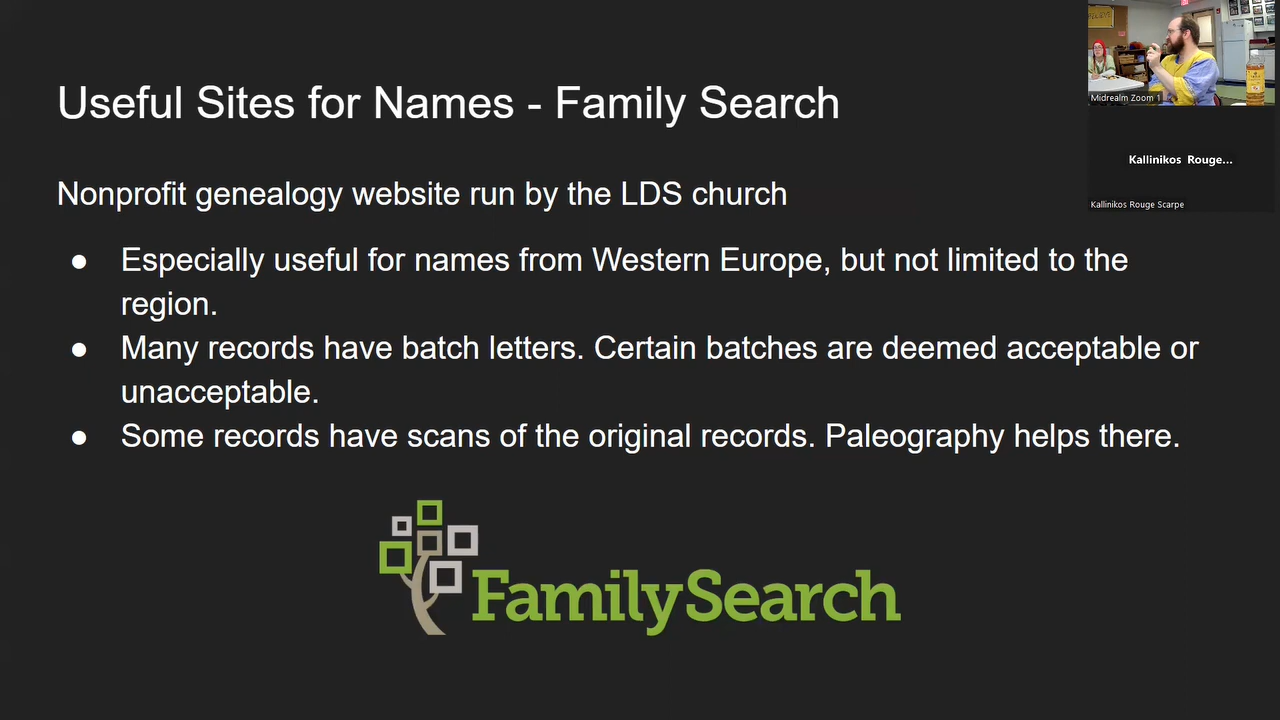 Useful Sites for Names - Family Search
Nonprofit genealogy website run by the LDS church
● Especially useful for names from Western Europe, but not limited to the
region.
● Many records have batch letters. Certain batches are deemed acceptable or
unacceptable.
● Some records have scans of the original records. Paleography helps there.
FamilySearch
Midrealm Zoom 1
Kallinikos Rouge...
Kallinikos Rouge Scarpe